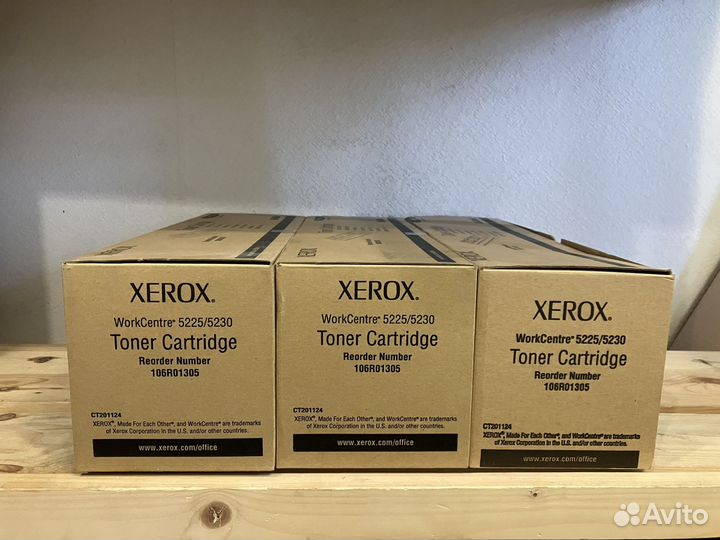 XEROX®
WorkCentre® 5225/5230
Toner Cartridge
Reorder Number
106R01305
CT201124
XEROX®, Made For Each Other®, and WorkCentre® are trademarks
of Xerox Corporation in the U.S. and/or other countries.
www.xerox.com/office
XEROX®
WorkCentre® 5225/5230
Toner Cartridge
Reorder Number
106R01305
CT201124
XEROX®, Made For Each Other®, and WorkCentre® are trademarks
of Xerox Corporation in the U.S. and/or other countries.
www.xerox.com/office
XEROX®
WorkCentre® 5225/5230
Toner Cartridge
Reorder Number
106R01305
CT201124
XEROX®, Made For Each Other®, and WorkCentre® are trademarks
of Xerox Corporation in the U.S. and/or other countries.
www.xerox.com/office
Avito